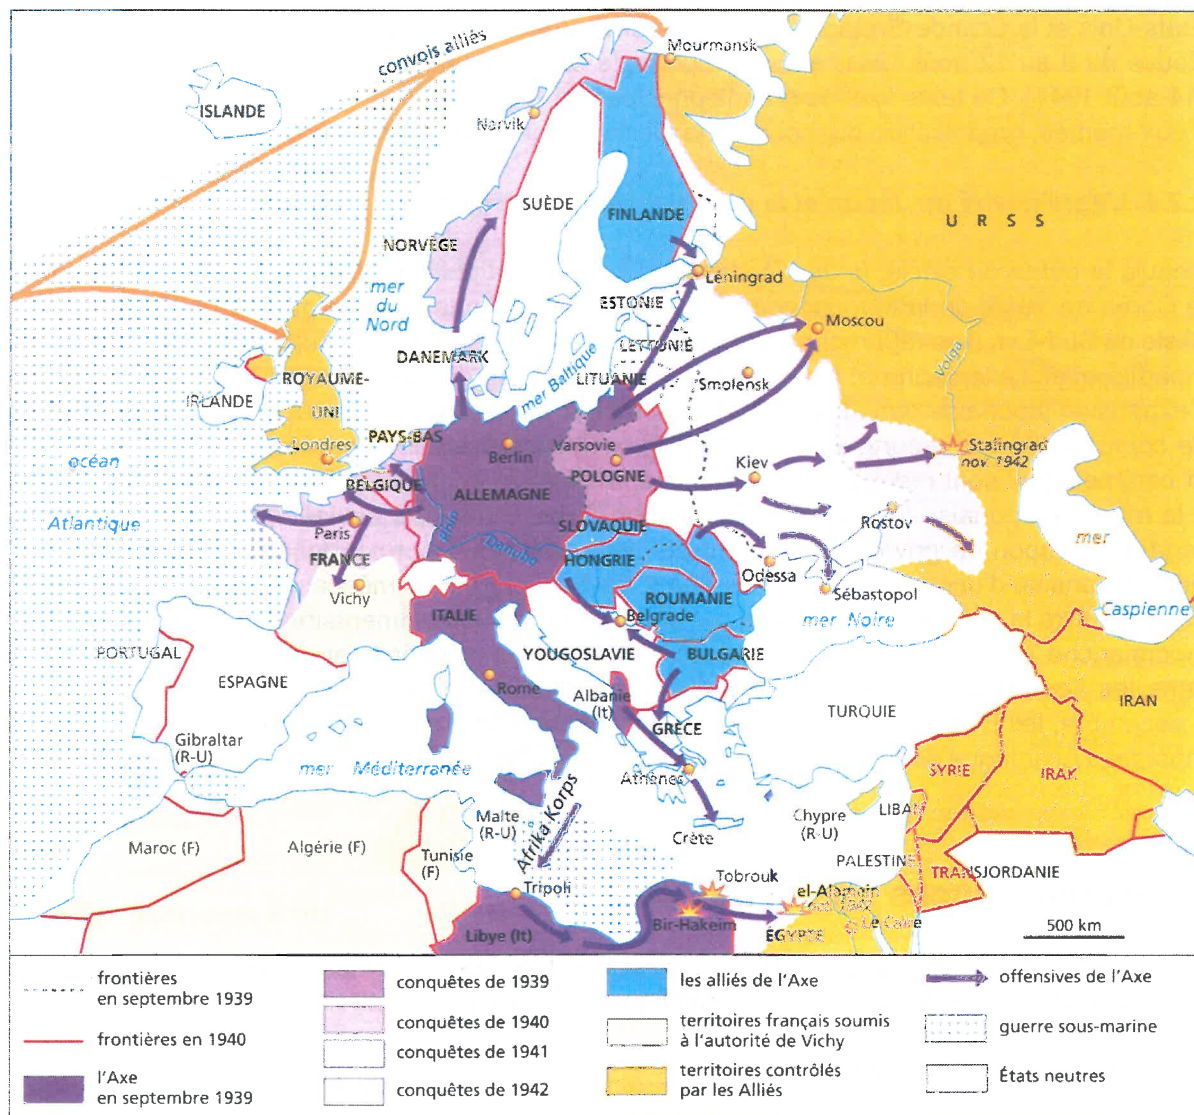 convois alliés
Mourmansk
ISLANDE
Narvik
SUÈDE
FINLANDE
U R S S
NORVÈGE
mer
du
Nord
Léningrad
ESTONIE
Moscou
LETTONIE
DANEMARK
mer Baltique
LITUANIE
Smolensk
Volga
IRLANDE
ROYAUME-
UNI
Londres
PAYS-BAS
Berlin
Varsovie
Stalingrad
nov. 1942
océan
Atlantique
BELGIQUE
ALLEMAGNE
POLOGNE
Kiev
Paris
Rhin
SLOVAQUIE
Rostov
mer
Caspienne
FRANCE
Danube
HONGRIE
Odessa
Vichy
Sébastopol
ITALIE
ROUMANIE
Belgrade
mer Noire
PORTUGAL
ESPAGNE
YOUGOSLAVIE
BULGARIE
Rome
Albanie
(It)
TURQUIE
IRAN
GRÈCE
Gibraltar
(R-U)
mer Méditerranée
Athènes
SYRIE
IRAK
Malte
(R-U)
Afrika Korps
Crète
Chypre
(R-U)
LIBAN
Maroc (F)
Algérie (F)
Tunisie
(F)
PALESTINE
TRANSJORDANIE
Tripoli
Tobrouk
el-Alamein
1942
Bir-Hakeim
Le Caire
Libye (It)
ÉGYPTE
500 km
frontières
en septembre 1939
frontières en 1940
l'Axe
en septembre 1939
conquêtes de 1939
conquêtes de 1940
conquêtes de 1941
conquêtes de 1942
les alliés de l'Axe
territoires français soumis
à l'autorité de Vichy
territoires contrôlés
par les Alliés
offensives de l'Axe
guerre sous-marine
États neutres